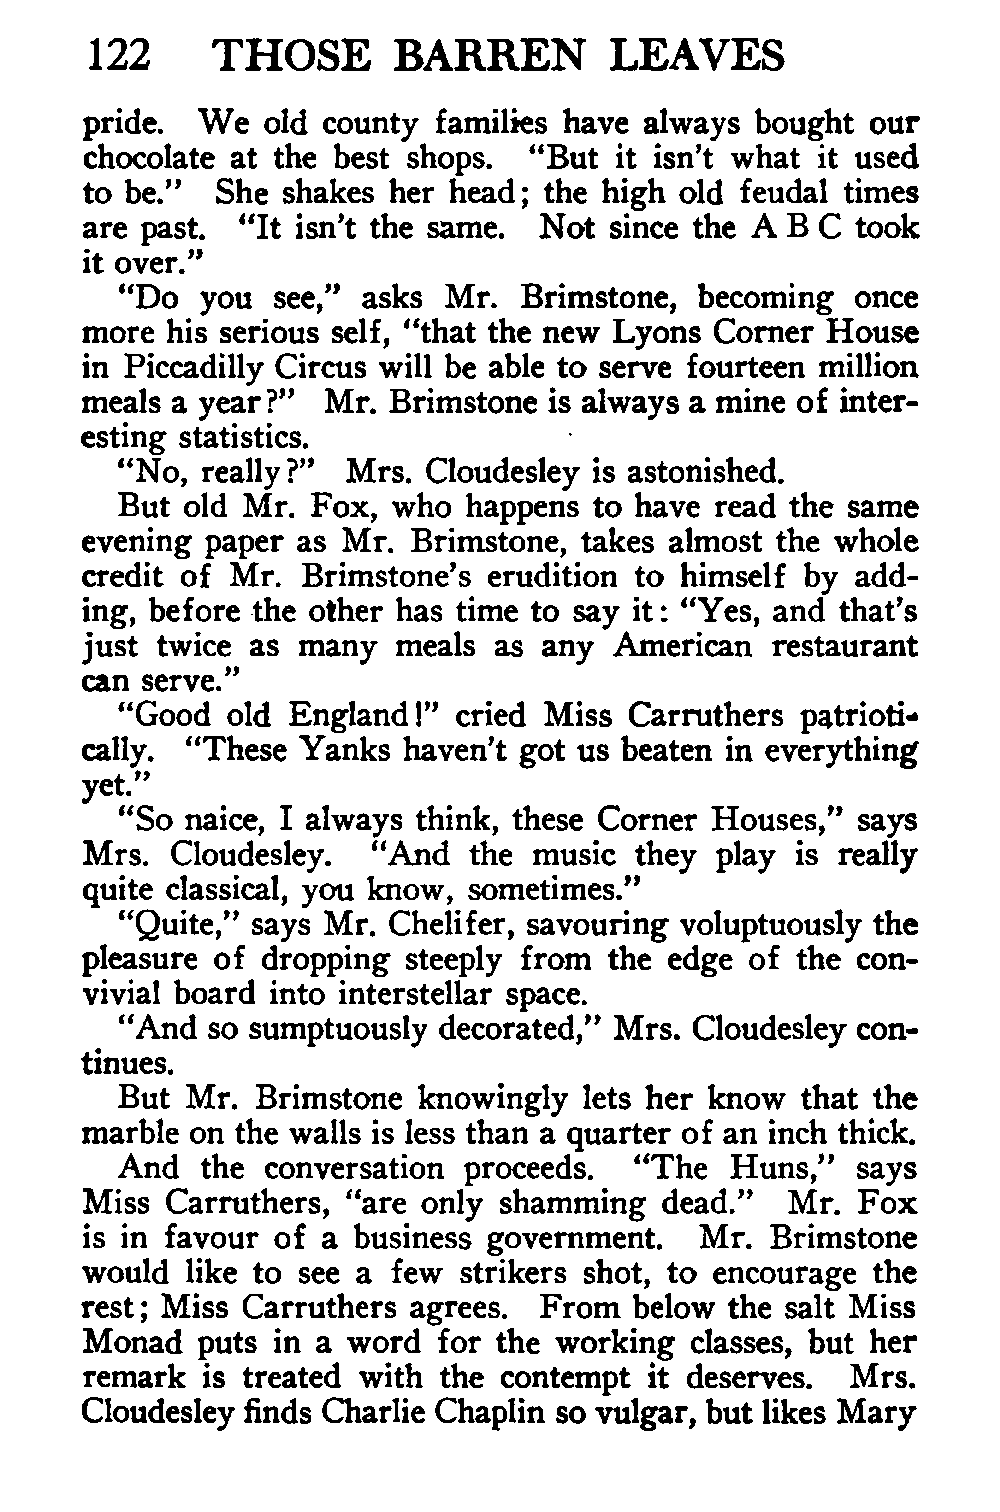 122 THOSE BARREN LEAVES
pride. We old county families have always bought our
chocolate at the best shops. “But it isn’t what it used
to be.” She shakes her head; the high old feudal times
are past. “It isn’t the same. Not since the A B C took
it over.”
“Do you see,” asks Mr. Brimstone, becoming once
more his serious self, “that the new Lyons Corner House
in Piccadilly Circus will be able to serve fourteen million
meals a year?” Mr. Brimstone is always a mine of inter-
esting statistics.
“No, really?” Mrs. Cloudesley is astonished.
But old Mr. Fox, who happens to have read the same
evening paper as Mr. Brimstone, takes almost the whole
credit of Mr. Brimstone’s erudition to himself by add-
ing, before the other has time to say it: “Yes, and that’s
just twice as many meals as any American restaurant
can serve.”
“Good old England!” cried Miss Carruthers patrioti-
cally. “These Yanks haven’t got us beaten in everything
yet.”
“So naice, I always think, these Corner Houses,” says
Mrs. Cloudesley. “And the music they play is really
quite classical, you know, sometimes.”
“Quite,” says Mr. Chelifer, savouring voluptuously the
pleasure of dropping steeply from the edge of the con-
vivial board into interstellar space.
“And so sumptuously decorated,” Mrs. Cloudesley con-
tinues.
But Mr. Brimstone knowingly lets her know that the
marble on the walls is less than a quarter of an inch thick.
And the conversation proceeds. “The Huns,” says
Miss Carruthers, “are only shamming dead.” Mr. Fox
is in favour of a business government. Mr. Brimstone
would like to see a few strikers shot, to encourage the
rest; Miss Carruthers agrees. From below the salt Miss
Monad puts in a word for the working classes, but her
remark is treated with the contempt it deserves. Mrs.
Cloudesley finds Charlie Chaplin so vulgar, but likes Mary